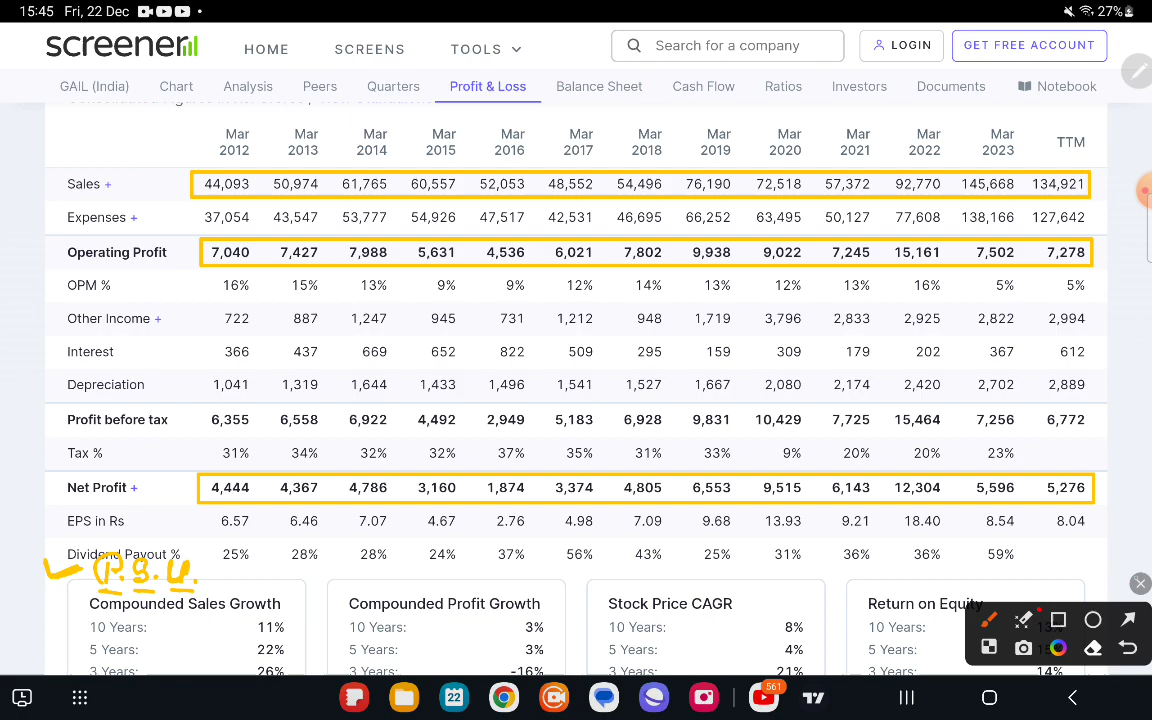 15:45 Fri, 22 Dec 27%
screener HOME SCREENS TOOLS Search for a company LOGIN GET FREE ACCOUNT
GAIL (India) Chart Analysis Peers Quarters Profit & Loss Balance Sheet Cash Flow Ratios Investors Documents Notebook
Mar 2012 Mar 2013 Mar 2014 Mar 2015 Mar 2016 Mar 2017 Mar 2018 Mar 2019 Mar 2020 Mar 2021 Mar 2022 Mar 2023 TTM
Sales + 44,093 50,974 61,765 60,557 52,053 48,552 54,496 76,190 72,518 57,372 92,770 145,668 134,921
Expenses + 37,054 43,547 53,777 54,926 47,517 42,531 46,695 66,252 63,495 50,127 77,608 138,166 127,642
Operating Profit 7,040 7,427 7,988 5,631 4,536 6,021 7,802 9,938 9,022 7,245 15,161 7,502 7,278
OPM % 16% 15% 13% 9% 9% 12% 14% 13% 12% 13% 16% 5% 5%
Other Income + 722 887 1,247 945 731 1,212 948 1,719 3,796 2,833 2,925 2,822 2,994
Interest 366 437 669 652 822 509 295 159 309 179 202 367 612
Depreciation 1,041 1,319 1,644 1,433 1,496 1,541 1,527 1,667 2,080 2,174 2,420 2,702 2,889
Profit before tax 6,355 6,558 6,922 4,492 2,949 5,183 6,928 9,831 10,429 7,725 15,464 7,256 6,772
Tax % 31% 34% 32% 32% 37% 35% 31% 33% 9% 20% 20% 23%
Net Profit + 4,444 4,367 4,786 3,160 1,874 3,374 4,805 6,553 9,515 6,143 12,304 5,596 5,276
EPS in Rs 6.57 6.46 7.07 4.67 2.76 4.98 7.09 9.68 13.93 9.21 18.40 8.54 8.04
Dividend Payout % 25% 28% 28% 24% 37% 56% 43% 25% 31% 36% 36% 59%
P.S.U.
Compounded Sales Growth Compounded Profit Growth Stock Price CAGR Return on Equity
10 Years: 11% 10 Years: 3% 10 Years: 8% 10 Years: 13%
5 Years: 22% 5 Years: 3% 5 Years: 4% 5 Years:
3 Years: 26% 3 Years: -16% 3 Years: 21% 3 Years: 14%
22 561